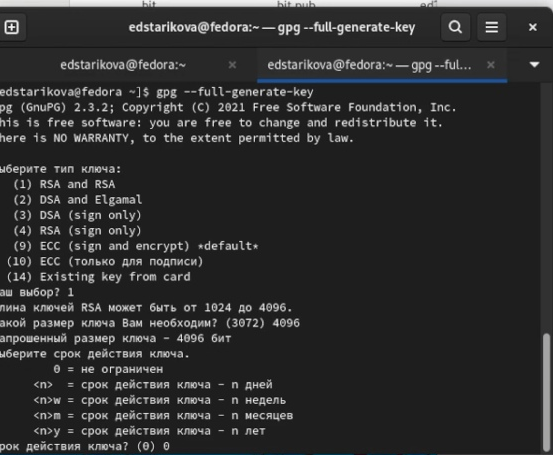 edstarikova@fedora:~ — gpg --full-generate-key
edstarikova@fedora:~
edstarikova@fedora:~ — gpg --ful...
edstarikova@fedora ~]$ gpg --full-generate-key
pg (GnuPG) 2.3.2; Copyright (C) 2021 Free Software Foundation, Inc.
his is free software: you are free to change and redistribute it.
here is NO WARRANTY, to the extent permitted by law.
ыберите тип ключа:
(1) RSA and RSA
(2) DSA and Elgamal
(3) DSA (sign only)
(4) RSA (sign only)
(9) ECC (sign and encrypt) *default*
(10) ECC (только для подписи)
(14) Existing key from card
аш выбор? 1
лина ключей RSA может быть от 1024 до 4096.
акой размер ключа Вам необходим? (3072) 4096
апрошенный размер ключа - 4096 бит
ыберите срок действия ключа.
0 = не ограничен
<n> = срок действия ключа - n дней
<n>w = срок действия ключа - n недель
<n>m = срок действия ключа - n месяцев
<n>y = срок действия ключа - n лет
рок действия ключа? (0) 0